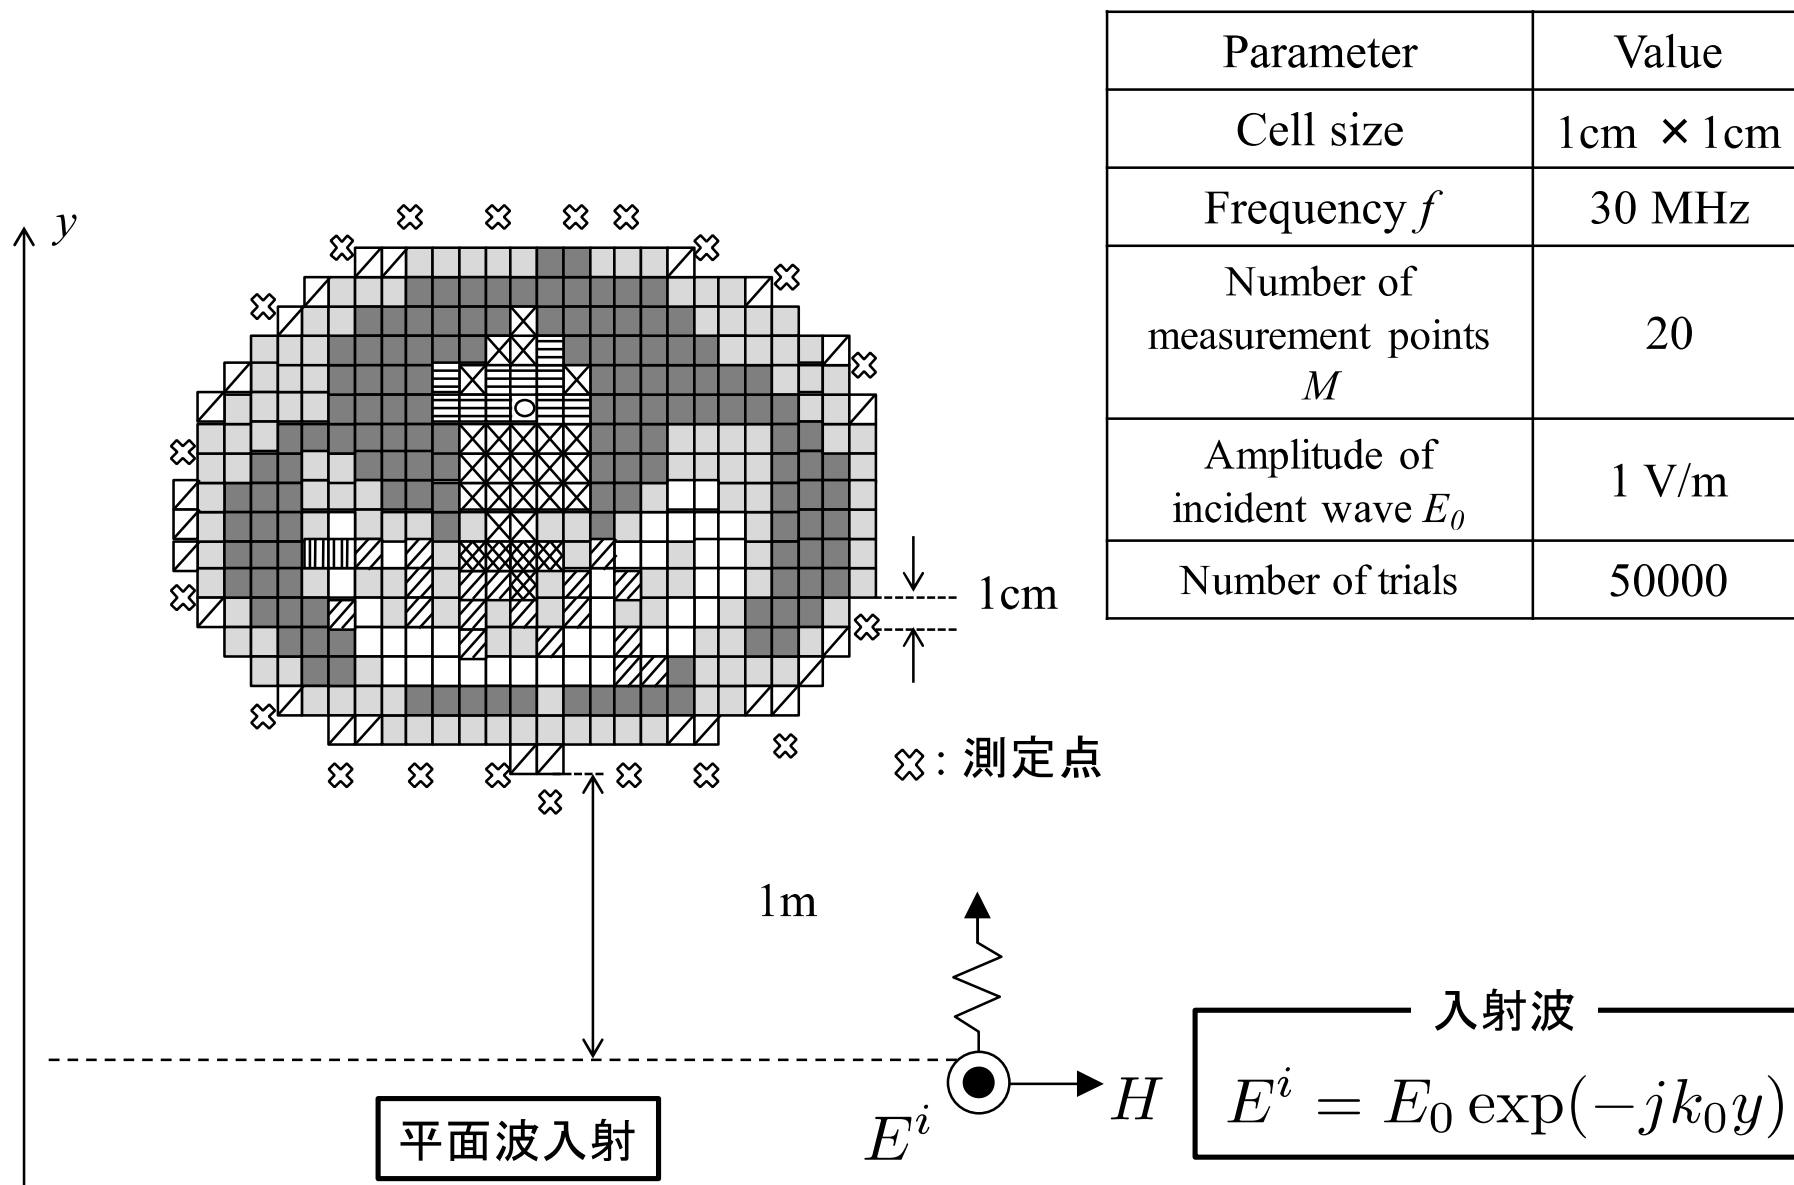 Parameter Value
Cell size 1cm ×1cm
Frequency f 30 MHz
Number of
measurement points
M
20
Amplitude of
incident wave E₀
1 V/m
Number of trials 50000
y
1cm
: 測定点
1m
入射波
Eⁱ = E₀ exp(−jk₀y)
H
Eⁱ
平面波入射